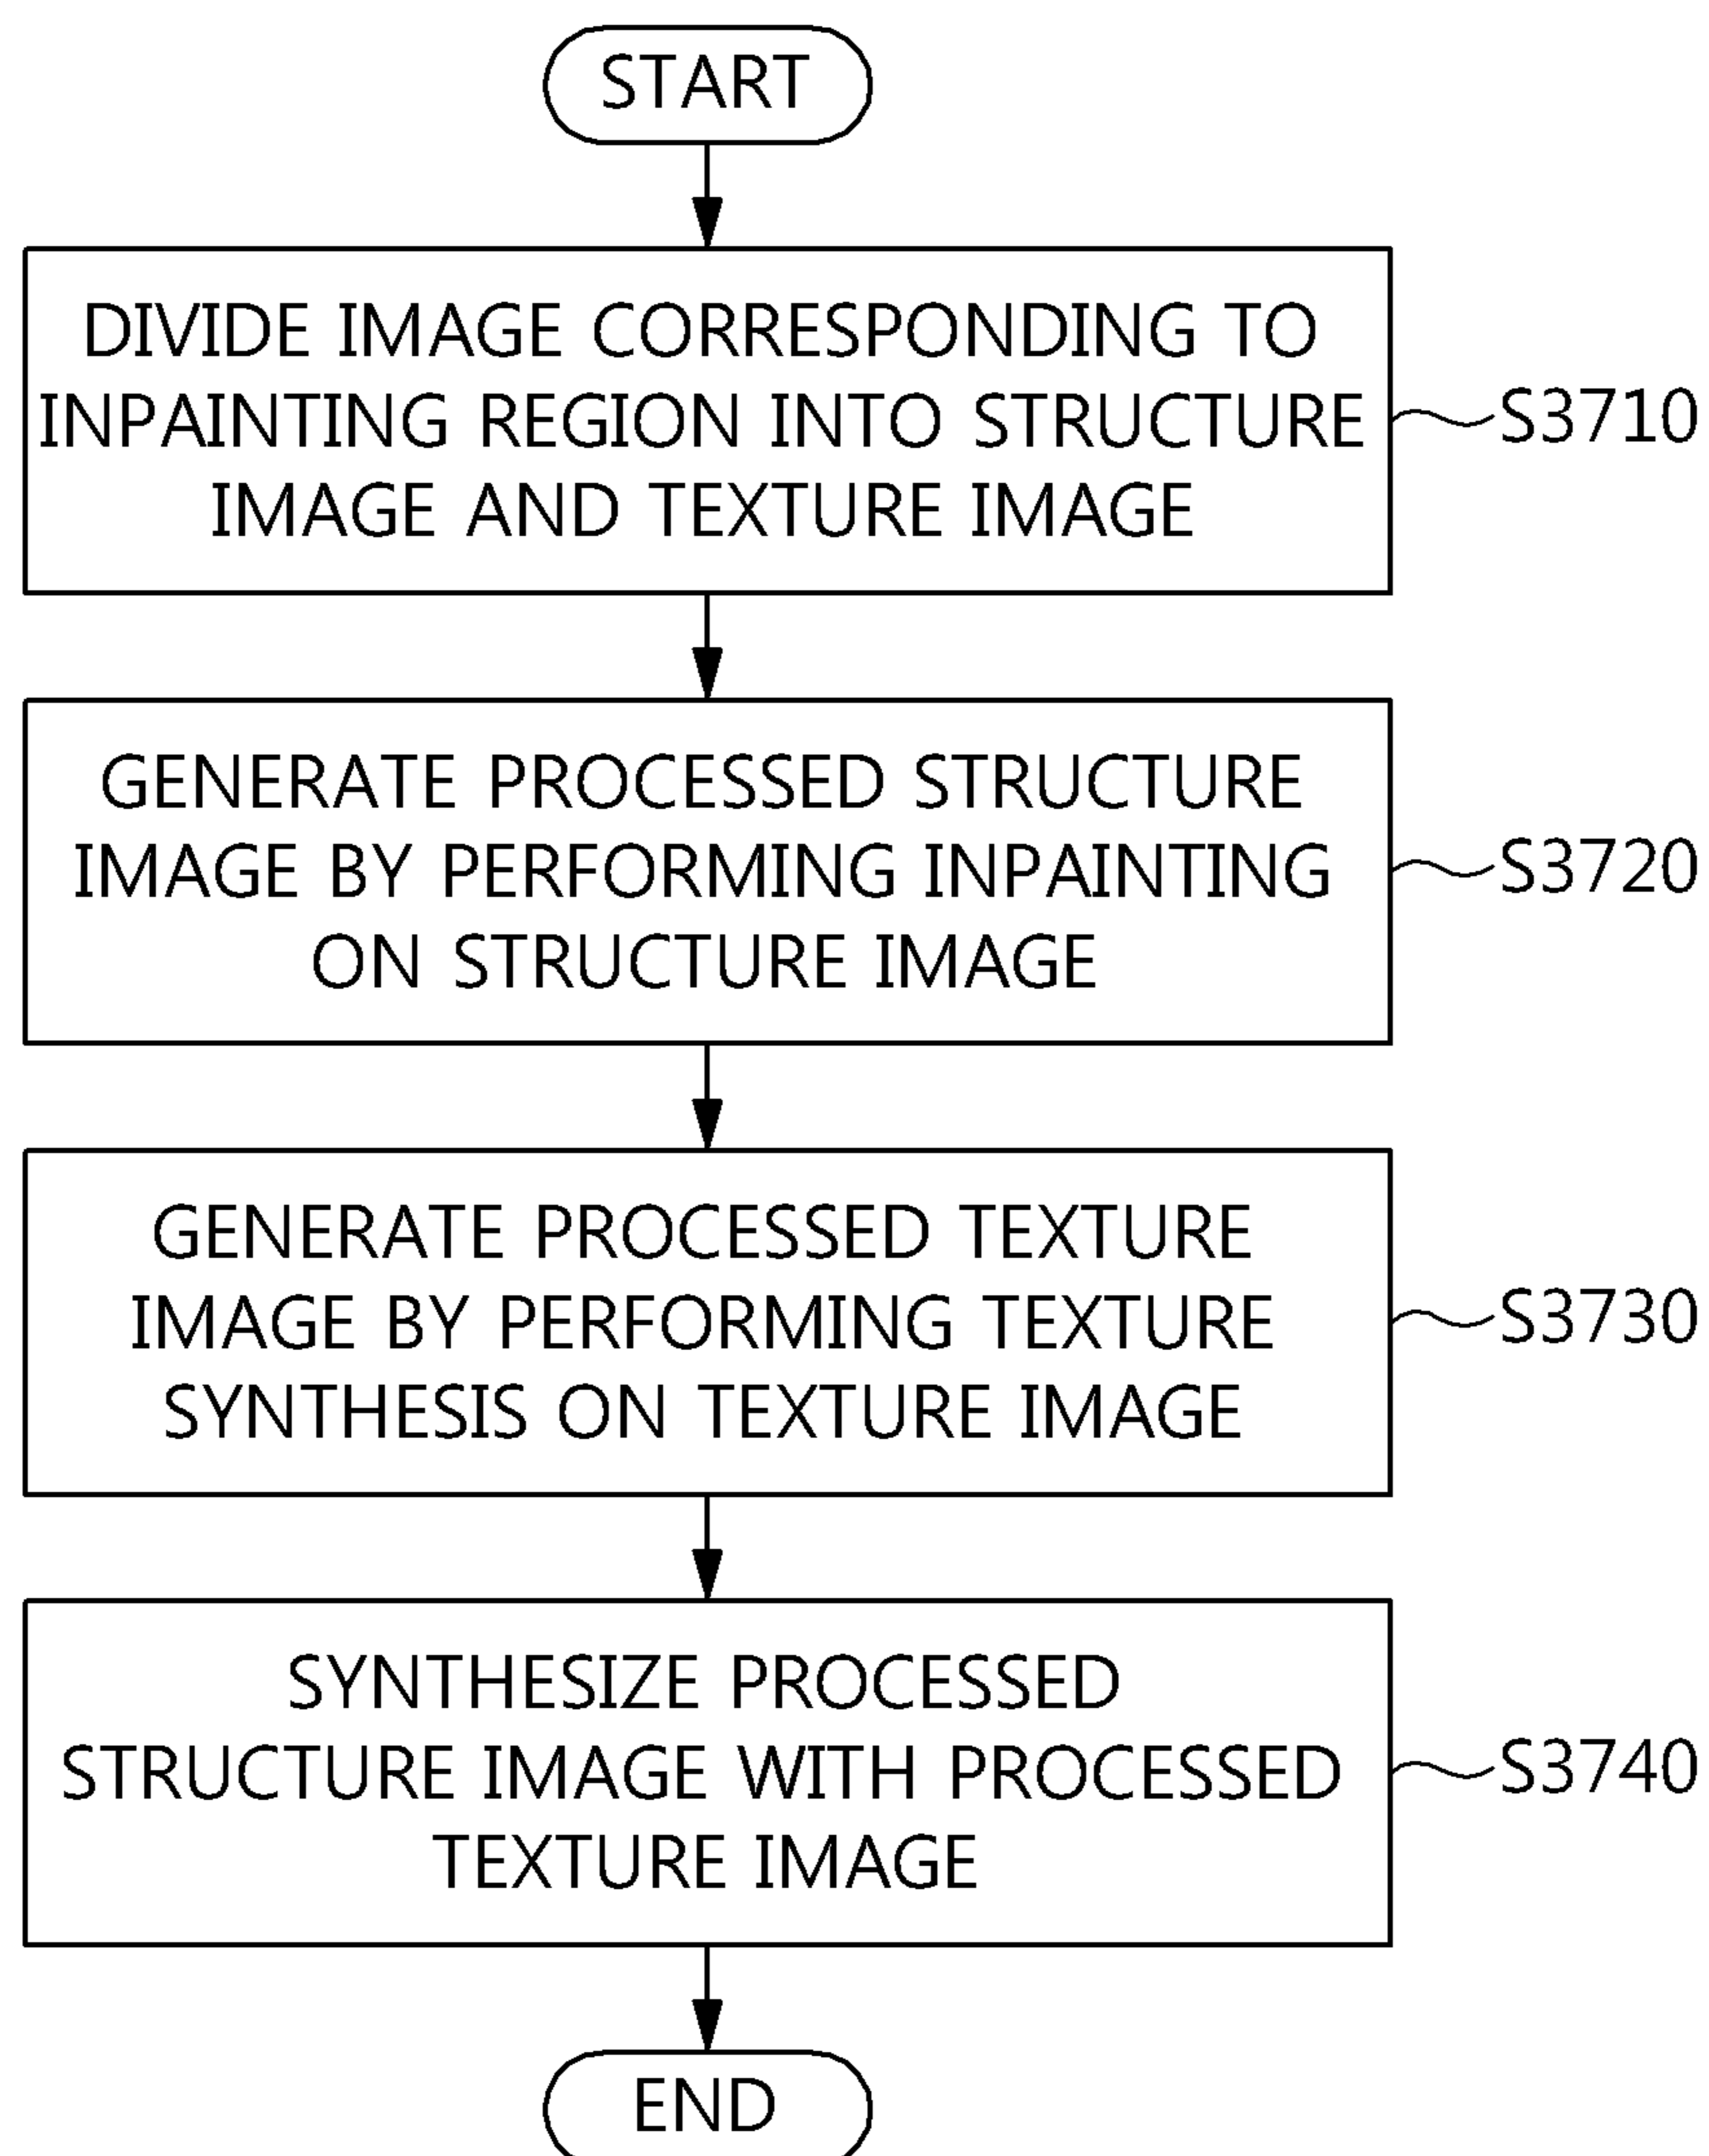 START
DIVIDE IMAGE CORRESPONDING TO
INPAINTING REGION INTO STRUCTURE
IMAGE AND TEXTURE IMAGE
S3710
GENERATE PROCESSED STRUCTURE
IMAGE BY PERFORMING INPAINTING
ON STRUCTURE IMAGE
S3720
GENERATE PROCESSED TEXTURE
IMAGE BY PERFORMING TEXTURE
SYNTHESIS ON TEXTURE IMAGE
S3730
SYNTHESIZE PROCESSED
STRUCTURE IMAGE WITH PROCESSED
TEXTURE IMAGE
S3740
END